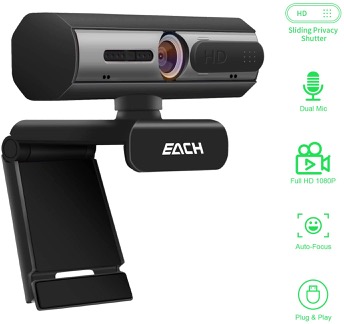 HD
Sliding Privacy
Shutter
HD
Dual Mic
EACH
Full HD 1080P
Auto-Focus
Plug & Play